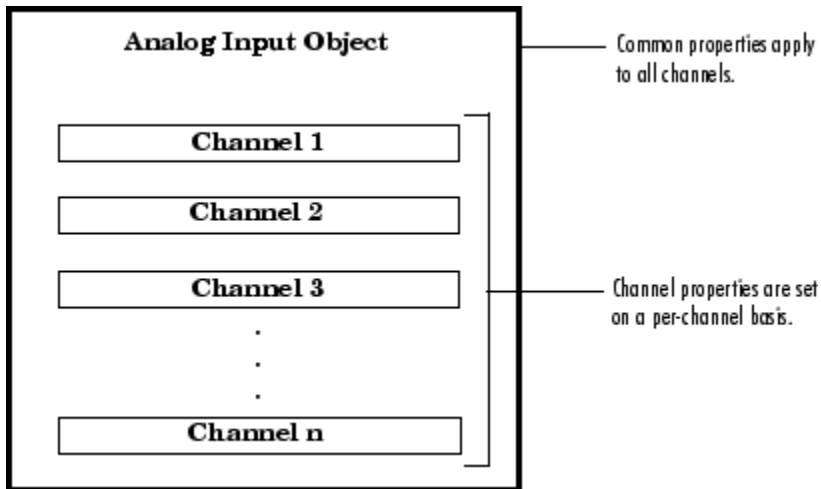 Analog Input Object
Common properties apply
to all channels.
Channel 1
Channel 2
Channel 3
Channel properties are set
on a per-channel basis.
.
.
.
Channel n